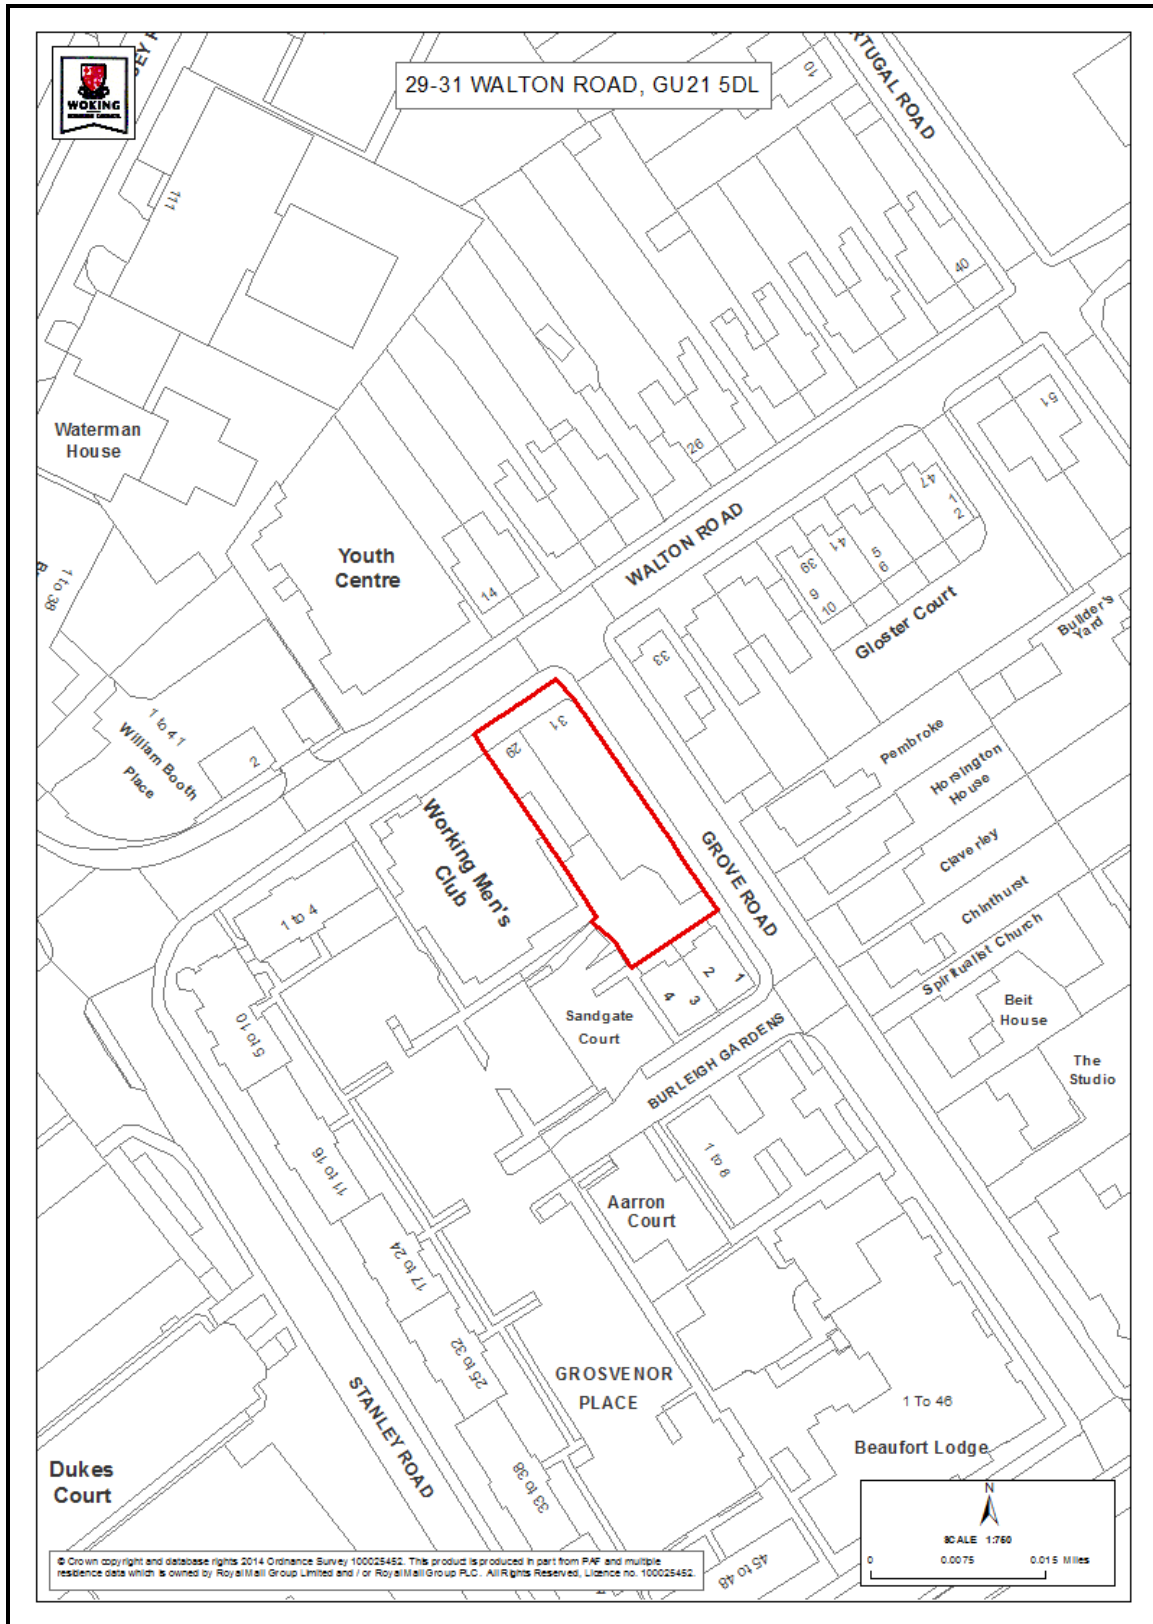 SEY R
WOKING
BOROUGH COUNCIL
29-31 WALTON ROAD, GU21 5DL
10
RTUGAL ROAD
111
40
Waterman
House
51
26
WALTON ROAD
47
1
2
41
5
6
39
9
10
Gloster Court
Builder's
Yard
Youth
Centre
14
1 to 38
33
31
29
1 to 41
William Booth
Place
2
Pembroke
Horsington
House
Working Men's
Club
GROVE ROAD
Claverley
Chinthurst
Spiritualist Church
1 to 4
Beit
House
5 to 10
Sandgate
Court
4
3
2
1
BURLEIGH GARDENS
The
Studio
11 to 16
1 to 8
Aarron
Court
17 to 24
25 to 32
GROSVENOR
PLACE
STANLEY ROAD
1 To 46
Beaufort Lodge
Dukes
Court
33 to 38
45 to 48
N
SCALE 1:750
0 0.0075 0.015 Miles
© Crown copyright and database rights 2014 Ordnance Survey 100025452. This product is produced in part from PAF and multiple
residence data which is owned by Royal Mail Group Limited and / or Royal Mail Group PLC. All Rights Reserved, Licence no. 100025452.